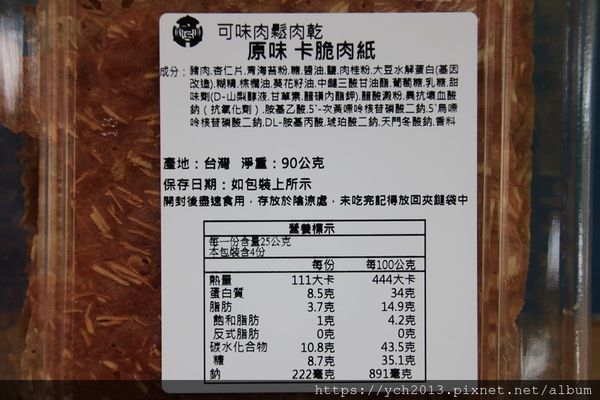 可味肉鬆肉乾
原味 卡脆肉紙
成分：豬肉,杏仁片,青海苔粉,糖,醬油,鹽,肉桂粉,大豆水解蛋白(基因
改造),糊精,棕櫚油,葵花籽油,中鏈三酸甘油酯,葡萄糖,乳糖,甜
味劑(D-山梨醇液,甘草素,醋磺內酯鉀),醋酸澱粉,異抗壞血酸
鈉（抗氧化劑）,胺基乙酸,5`-次黃嘌呤核苷磷酸二鈉,5`鳥嘌
呤核苷磷酸二鈉,DL-胺基丙酸,琥珀酸二鈉,天門冬酸鈉,香料
產地：台灣 淨重：90公克
保存日期：如包裝上所示
開封後盡速食用，存放於陰涼處，未吃完記得放回夾鏈袋中
營養標示
每一份含量25公克
本包裝含4份
每份 每100公克
熱量 111大卡 444大卡
蛋白質 8.5克 34克
脂肪 3.7克 14.9克
飽和脂肪 1克 4.2克
反式脂肪 0克 0克
碳水化合物 10.8克 43.5克
糖 8.7克 35.1克
鈉 222毫克 891毫克
https://ych2013.pixnet.net/album